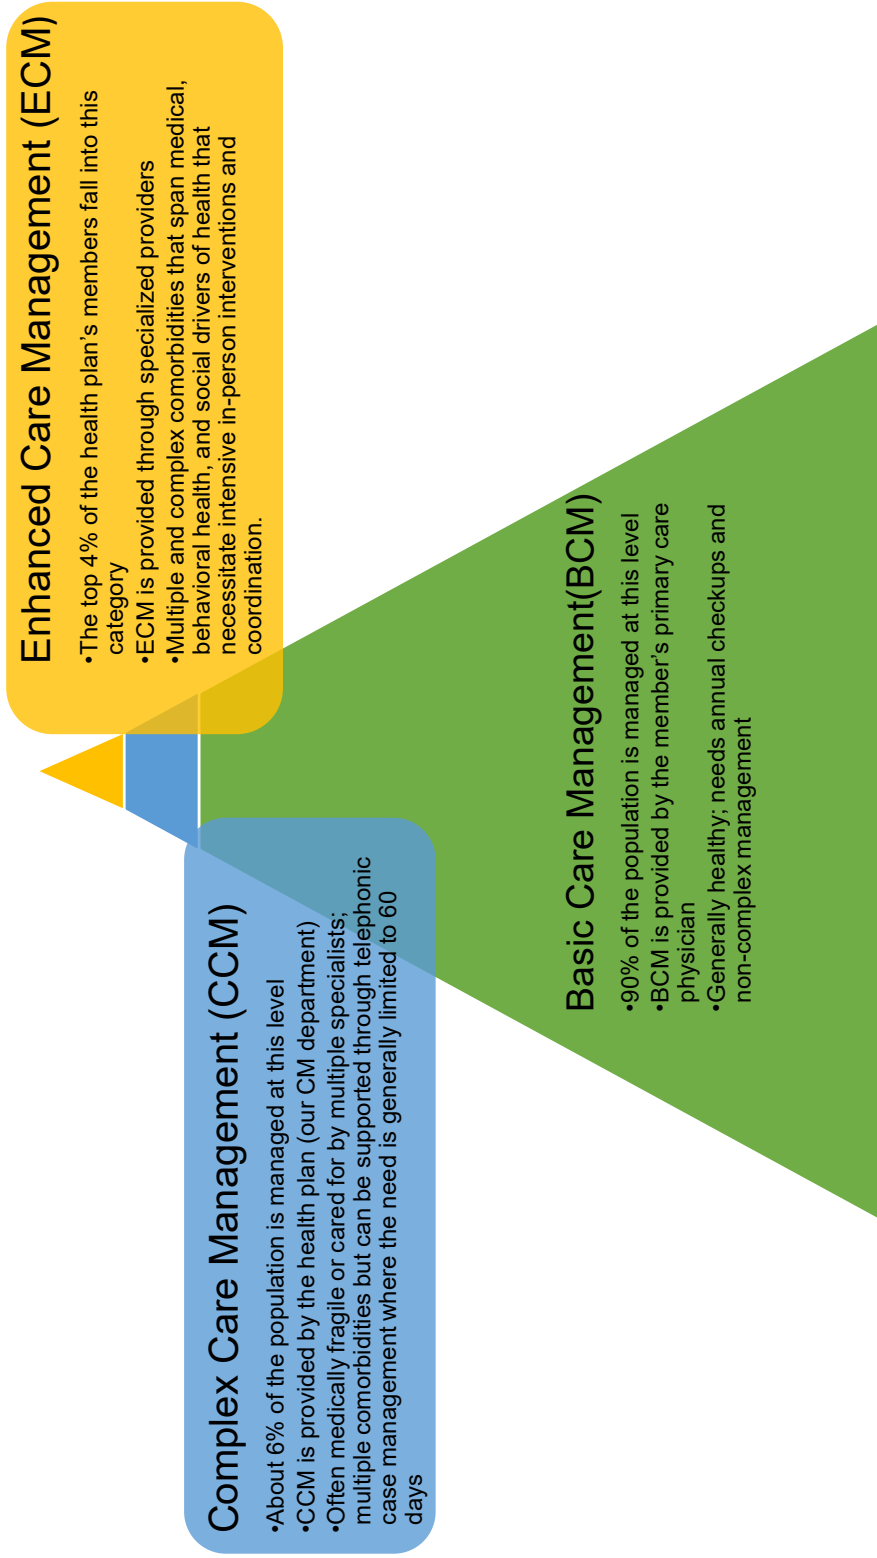 Enhanced Care Management (ECM)
•The top 4% of the health plan’s members fall into this
category
•ECM is provided through specialized providers
•Multiple and complex comorbidities that span medical,
behavioral health, and social drivers of health that
necessitate intensive in-person interventions and
coordination.
Complex Care Management (CCM)
•About 6% of the population is managed at this level
•CCM is provided by the health plan (our CM department)
•Often medically fragile or cared for by multiple specialists;
multiple comorbidities but can be supported through telephonic
case management where the need is generally limited to 60
days
Basic Care Management(BCM)
•90% of the population is managed at this level
•BCM is provided by the member’s primary care
physician
•Generally healthy; needs annual checkups and
non-complex management